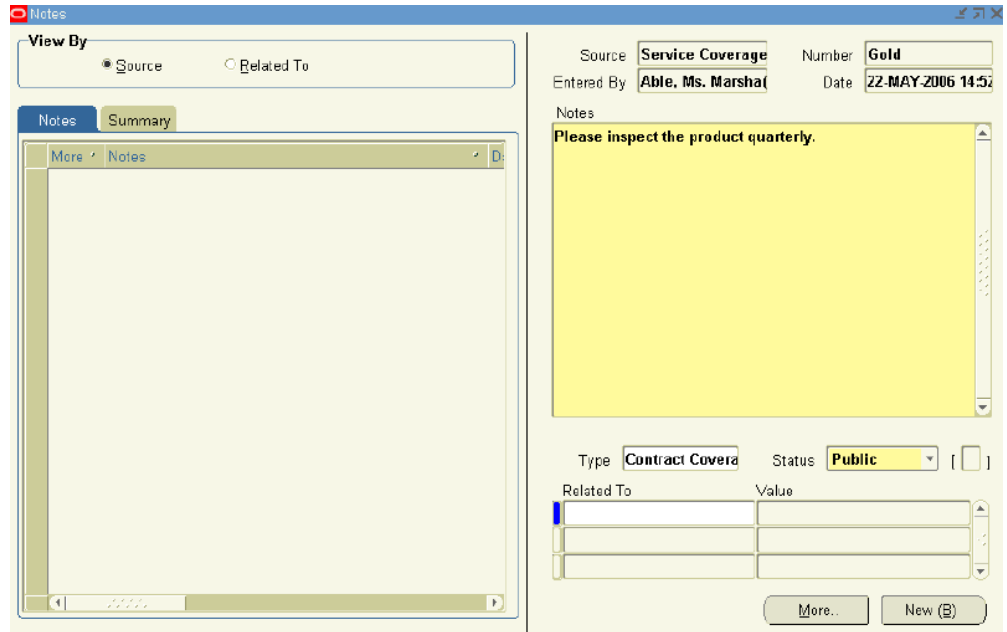 Notes
View By
Source
Related To
Notes
Summary
More
Notes
Source
Service Coverage
Number
Gold
Entered By
Able, Ms. Marsha(
Date
22-MAY-2006 14:52
Notes
Please inspect the product quarterly.
Type
Contract Covera
Status
Public
[ ]
Related To
Value
More..
New (B)